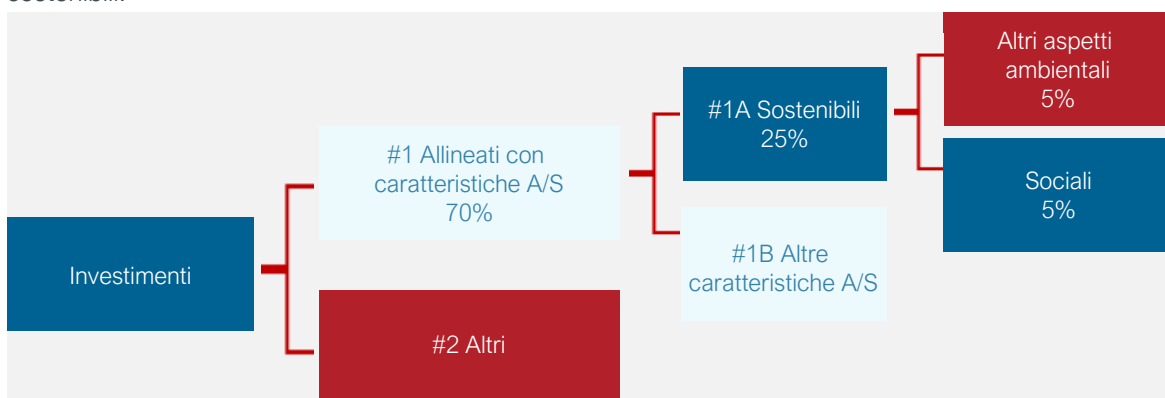 Altri aspetti
ambientali
5%
#1A Sostenibili
25%
#1 Allineati con
caratteristiche A/S
70%
Sociali
5%
#1B Altre
caratteristiche A/S
Investimenti
#2 Altri